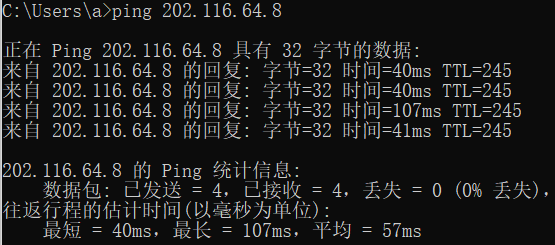 C:\Users\a>ping 202.116.64.8
正在 Ping 202.116.64.8 具有 32 字节的数据:
来自 202.116.64.8 的回复: 字节=32 时间=40ms TTL=245
来自 202.116.64.8 的回复: 字节=32 时间=40ms TTL=245
来自 202.116.64.8 的回复: 字节=32 时间=107ms TTL=245
来自 202.116.64.8 的回复: 字节=32 时间=41ms TTL=245
202.116.64.8 的 Ping 统计信息:
数据包: 已发送 = 4，已接收 = 4，丢失 = 0 (0% 丢失)，
往返行程的估计时间(以毫秒为单位):
最短 = 40ms，最长 = 107ms，平均 = 57ms